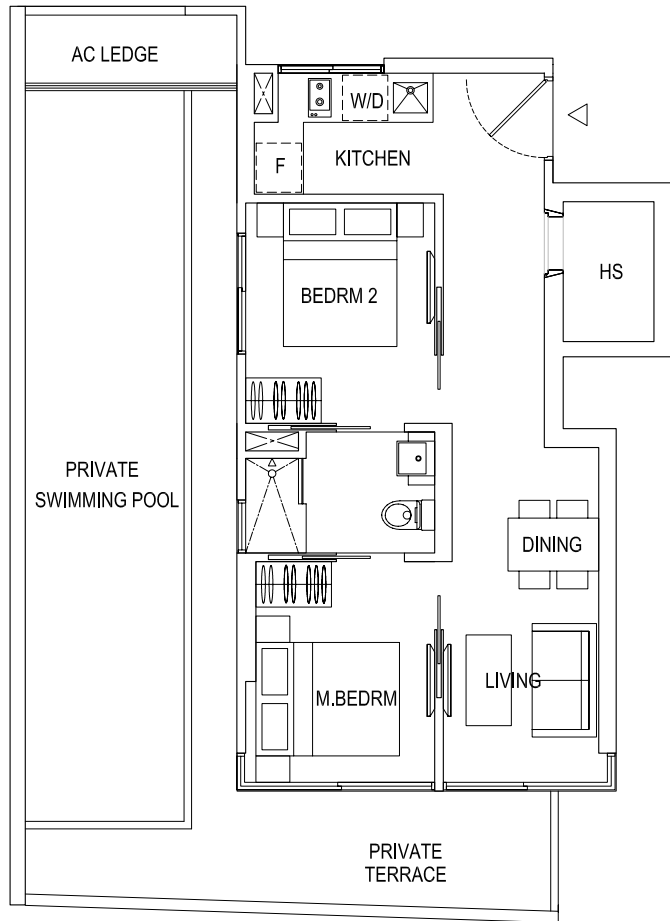 AC LEDGE
W/D
KITCHEN
F
HS
BEDRM 2
PRIVATE
SWIMMING POOL
DINING
LIVING
M.BEDRM
PRIVATE
TERRACE